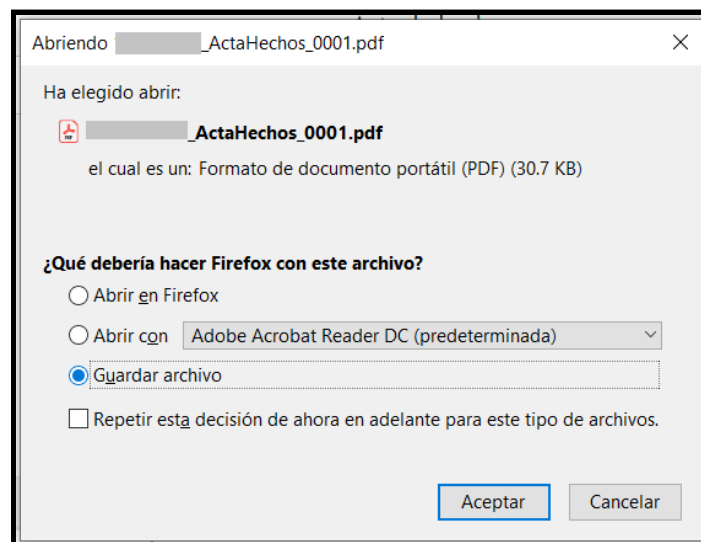 Abriendo _ActaHechos_0001.pdf
Ha elegido abrir:
_ActaHechos_0001.pdf
el cual es un: Formato de documento portátil (PDF) (30.7 KB)
¿Qué debería hacer Firefox con este archivo?
Abrir en Firefox
Abrir con Adobe Acrobat Reader DC (predeterminada)
Guardar archivo
Repetir esta decisión de ahora en adelante para este tipo de archivos.
Aceptar Cancelar